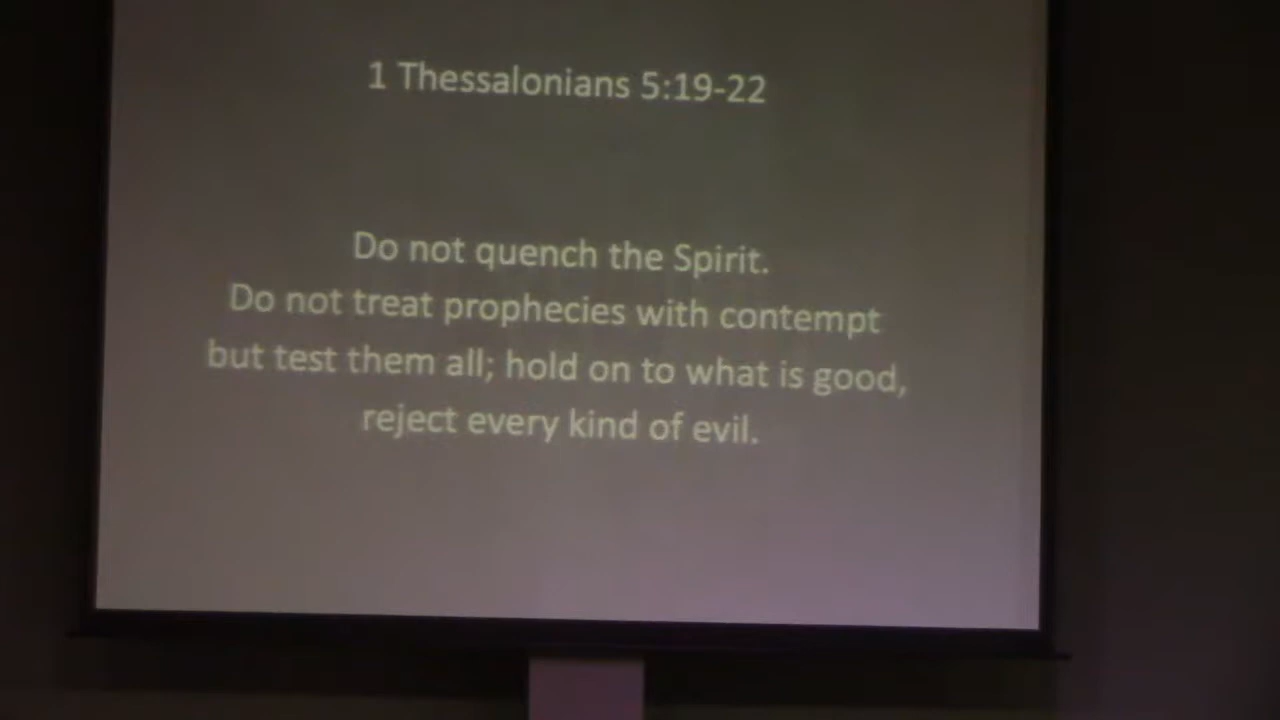 1 Thessalonians 5:19-22
Do not quench the Spirit.
Do not treat prophecies with contempt
but test them all; hold on to what is good,
reject every kind of evil.